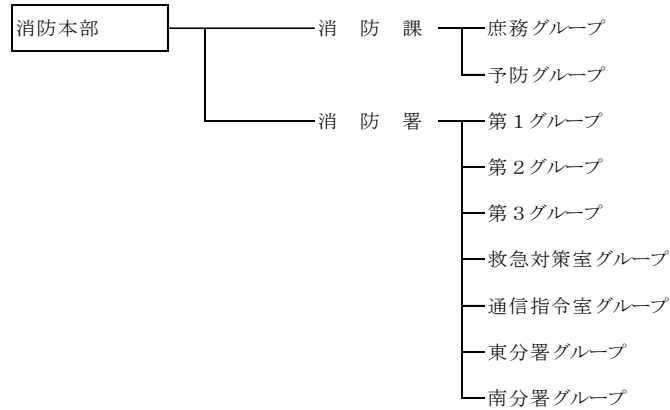 消防本部
消　防　課
庶務グループ
予防グループ
消　防　署
第１グループ
第２グループ
第３グループ
救急対策室グループ
通信指令室グループ
東分署グループ
南分署グループ